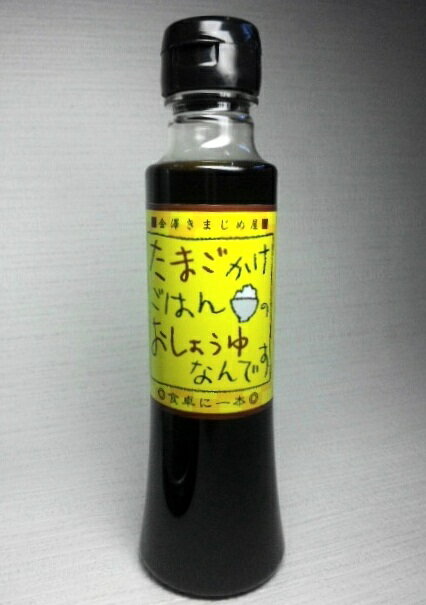 ■金澤きまじめ屋■
たまごかけ
ごはんの
おしょうゆ
なんです
◎食卓に一本◎